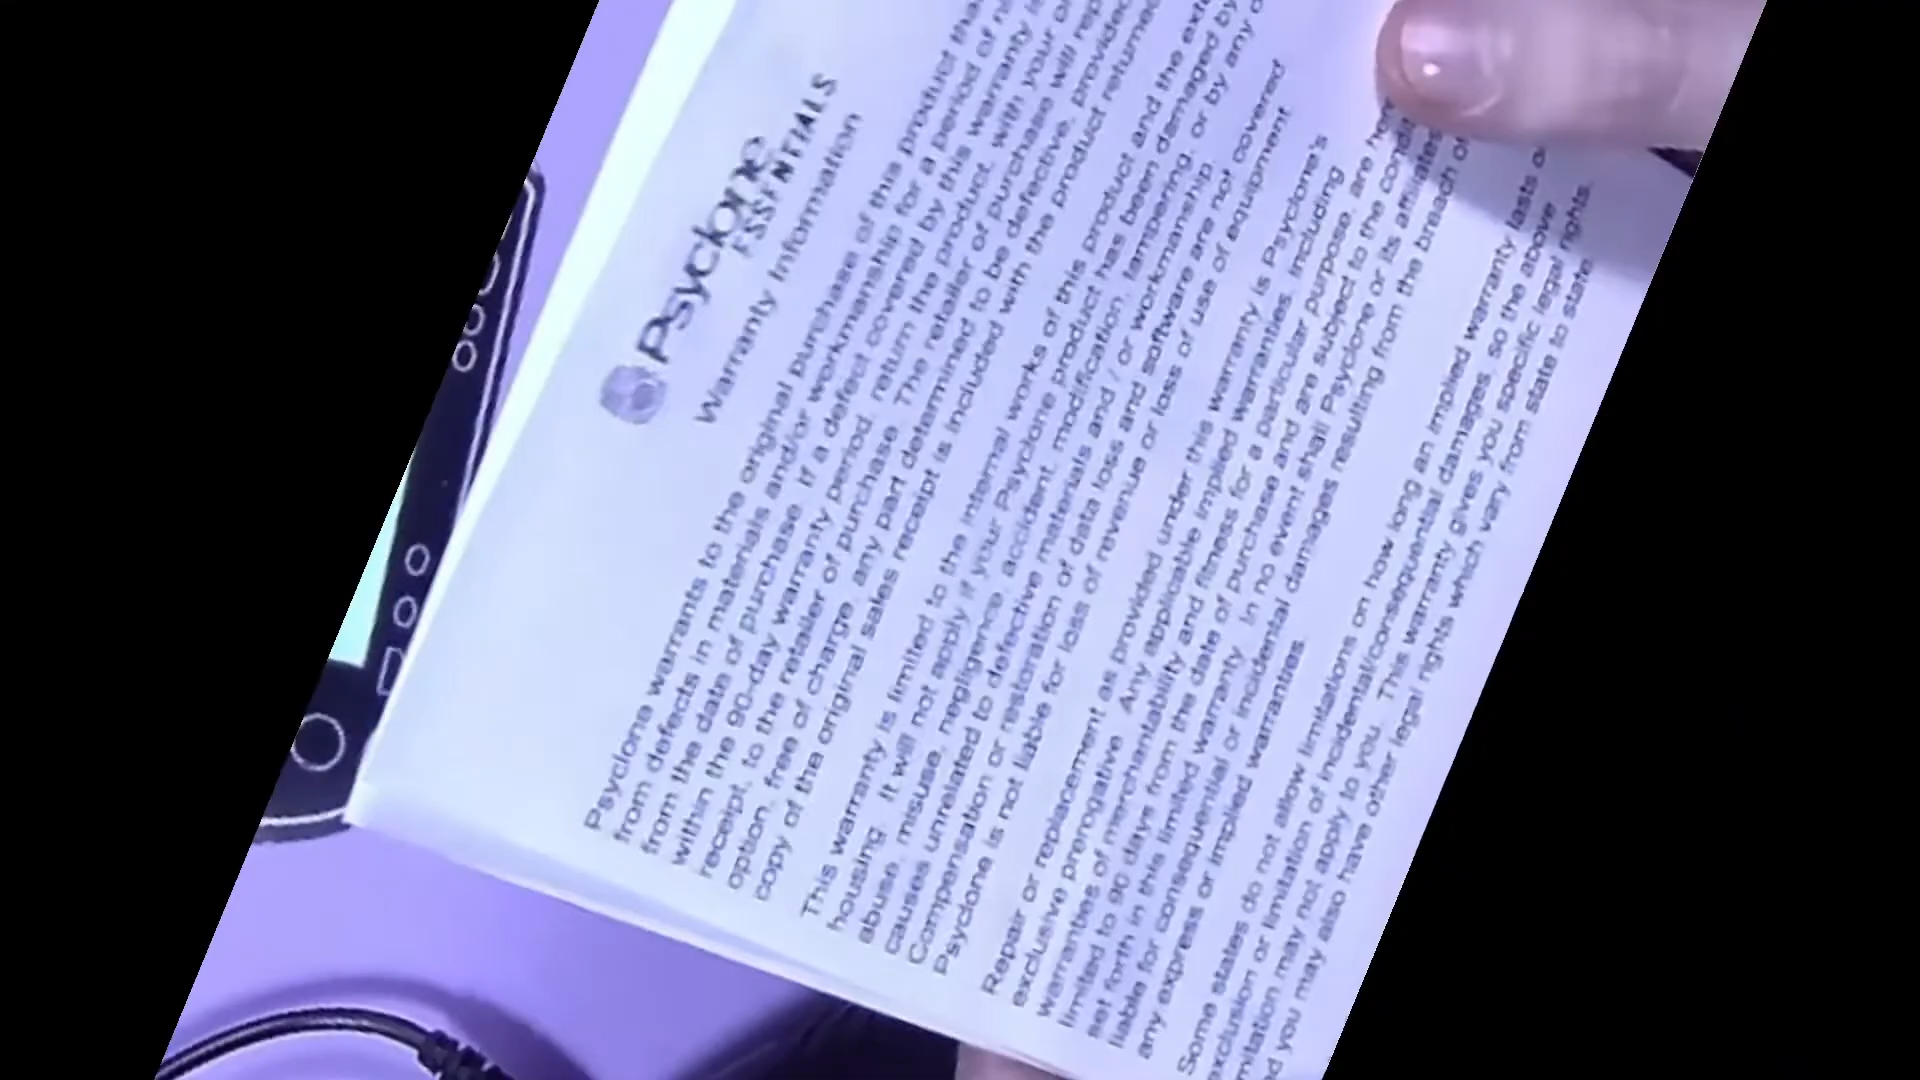 Psyclone
ESSENTIALS
Warranty Information
Psyclone warrants to the original purchase of this product tha
from defects in materials and/or workmanship for a period of ni
from the date of purchase. If a defect covered by this warranty
within the 90-day warranty period, return the product, with your or
receipt, to the retailer of purchase. The retailer of purchase will rep
option, free of charge, any part determined to be defective, provided
copy of the original sales receipt is included with the product returned
This warranty is limited to the internal works of this product and the exte
housing. It will not apply if your Psyclone product has been damaged by
abuse, misuse, negligence, accident, modification, tampering, or by any o
causes unrelated to defective materials and / or workmanship.
Compensation or restoration of data loss and software are not covered
Psyclone is not liable for loss of revenue or loss of use of equipment
Repair or replacement as provided under this warranty is Psyclone's
exclusive prerogative. Any applicable implied warranties, including
warranties of merchantability and fitness for a particular purpose, are he
limited to 90 days from the date of purchase and are subject to the condi
set forth in this limited warranty. In no event shall Psyclone or its affiliates
liable for consequential or incidental damages resulting from the breach of
any express or implied warranties.
Some states do not allow limitations on how long an implied warranty lasts o
exclusion or limitation of incidental/consequential damages, so the above
mitation may not apply to you. This warranty gives you specific legal rights,
nd you may also have other legal rights which vary from state to state.